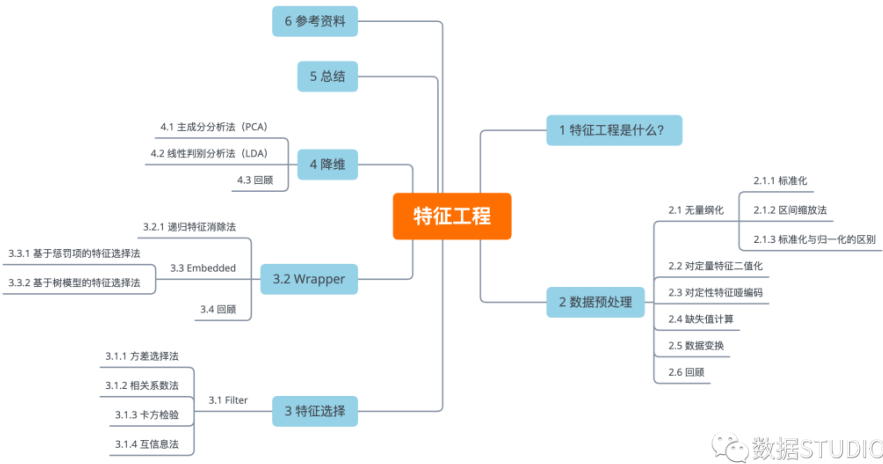 特征工程
1 特征工程是什么?
2 数据预处理
2.1 无量纲化
2.1.1 标准化
2.1.2 区间缩放法
2.1.3 标准化与归一化的区别
2.2 对定量特征二值化
2.3 对定性特征哑编码
2.4 缺失值计算
2.5 数据变换
2.6 回顾
3 特征选择
3.1 Filter
3.1.1 方差选择法
3.1.2 相关系数法
3.1.3 卡方检验
3.1.4 互信息法
3.2 Wrapper
3.2.1 递归特征消除法
3.3 Embedded
3.3.1 基于惩罚项的特征选择法
3.3.2 基于树模型的特征选择法
3.4 回顾
4 降维
4.1 主成分分析法（PCA）
4.2 线性判别分析法（LDA）
4.3 回顾
5 总结
6 参考资料
数据STUDIO